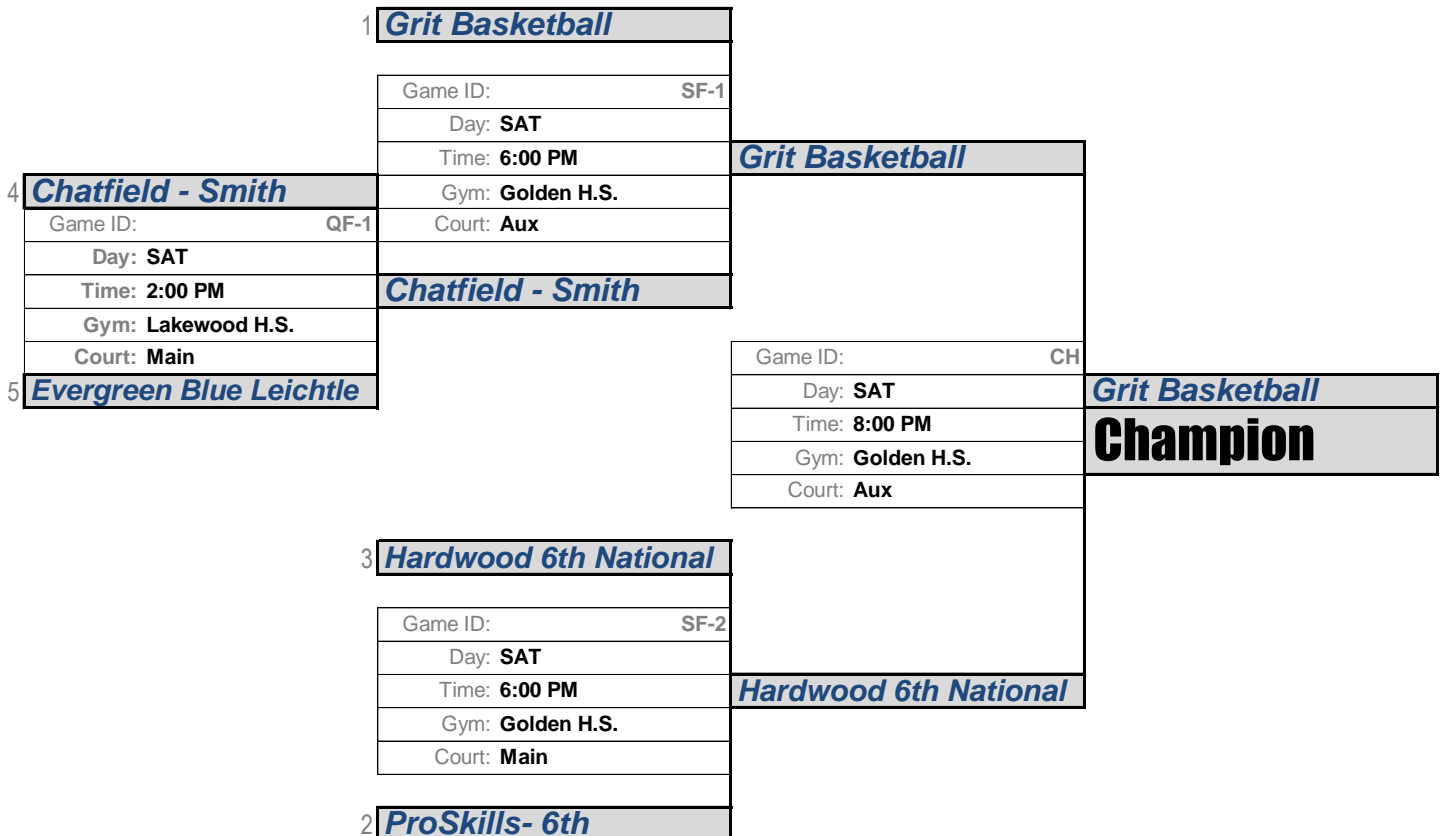 1 Grit Basketball
Game ID: SF-1
Day: SAT
Time: 6:00 PM
Gym: Golden H.S.
Court: Aux
Grit Basketball
4 Chatfield - Smith
Game ID: QF-1
Day: SAT
Time: 2:00 PM
Gym: Lakewood H.S.
Court: Main
5 Evergreen Blue Leichtle
Chatfield - Smith
Game ID: CH
Day: SAT
Time: 8:00 PM
Gym: Golden H.S.
Court: Aux
Grit Basketball
Champion
3 Hardwood 6th National
Game ID: SF-2
Day: SAT
Time: 6:00 PM
Gym: Golden H.S.
Court: Main
Hardwood 6th National
2 ProSkills- 6th